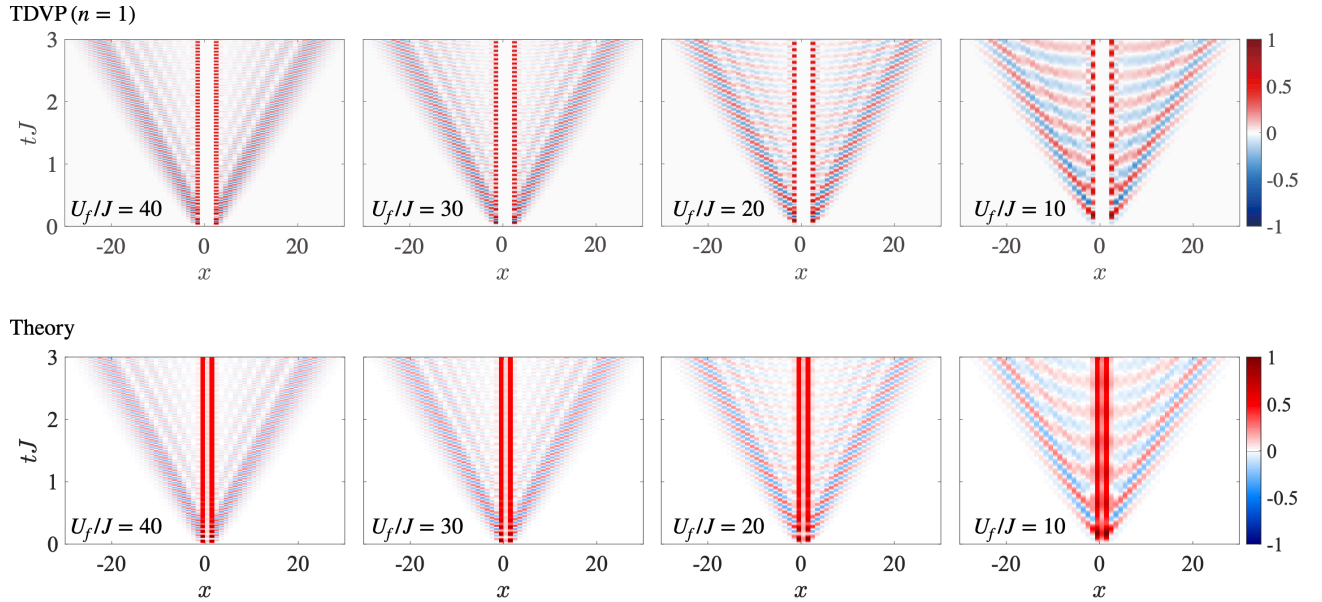 TDVP (n = 1)
3
2
1
0
tJ
U_f/J = 40
U_f/J = 30
U_f/J = 20
U_f/J = 10
-20 0 20
-20 0 20
-20 0 20
-20 0 20
x
x
x
x
1
0.5
0
-0.5
-1
Theory
3
2
1
0
tJ
U_f/J = 40
U_f/J = 30
U_f/J = 20
U_f/J = 10
-20 0 20
-20 0 20
-20 0 20
-20 0 20
x
x
x
x
1
0.5
0
-0.5
-1